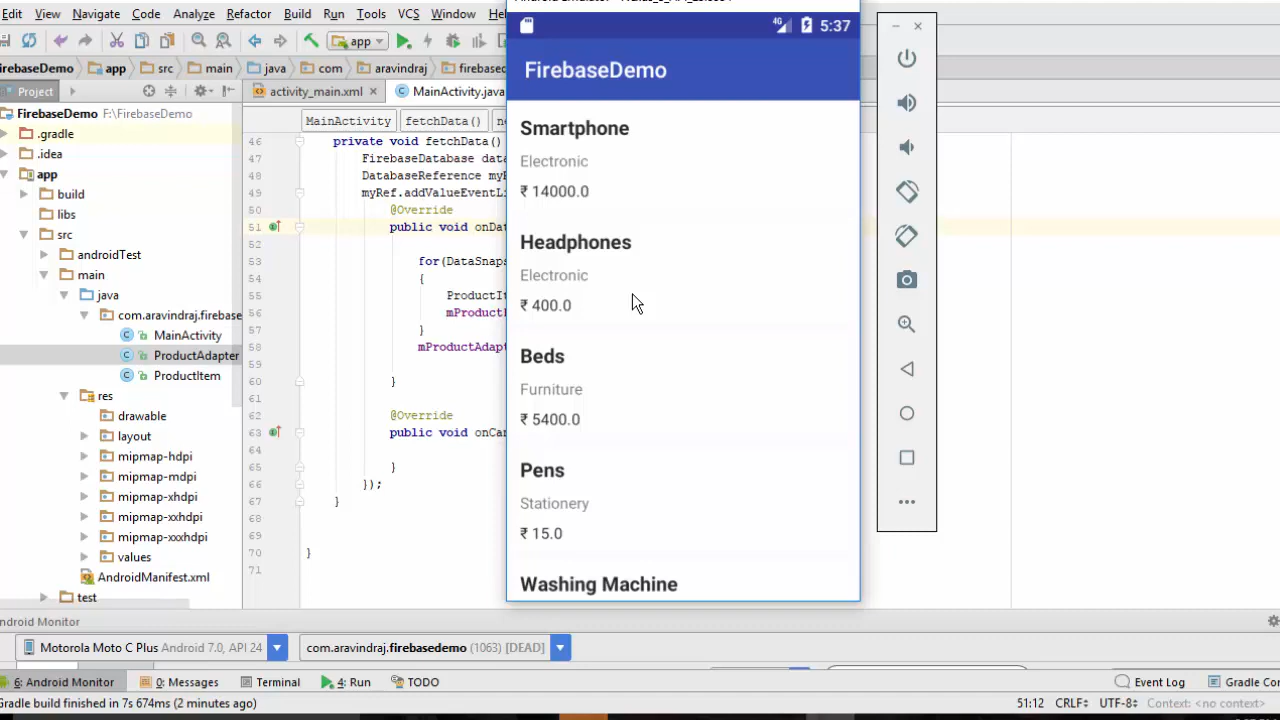 Edit View Navigate Code Analyze Refactor Build Run Tools VCS Window
app
irebaseDemo app src main java com aravindraj firebased
Project
activity_main.xml MainActivity.java
FirebaseDemo F:\FirebaseDemo
.gradle
.idea
app
build
libs
src
androidTest
main
java
com.aravindraj.firebase
MainActivity
ProductAdapter
ProductItem
res
drawable
layout
mipmap-hdpi
mipmap-mdpi
mipmap-xhdpi
mipmap-xxhdpi
mipmap-xxxhdpi
values
AndroidManifest.xml
test
MainActivity fetchData()
46 private void fetchData()
47 FirebaseDatabase data
48 DatabaseReference myR
49 myRef.addValueEventLi
50 @Override
51 public void onDat
52
53 for(DataSnaps
54 {
55 ProductIt
56 mProductL
57 }
58 mProductAdapt
59
60 }
61
62 @Override
63 public void onCan
64
65 }
66 });
67 }
68
69
70 }
71
4G 5:37
FirebaseDemo
Smartphone
Electronic
₹ 14000.0
Headphones
Electronic
₹ 400.0
Beds
Furniture
₹ 5400.0
Pens
Stationery
₹ 15.0
Washing Machine
ndroid Monitor
Motorola Moto C Plus Android 7.0, API 24 com.aravindraj.firebasedemo (1063) [DEAD]
6: Android Monitor 0: Messages Terminal 4: Run TODO Event Log Gradle Con
Gradle build finished in 7s 674ms (2 minutes ago) 51:12 CRLF UTF-8 Context: <no context>